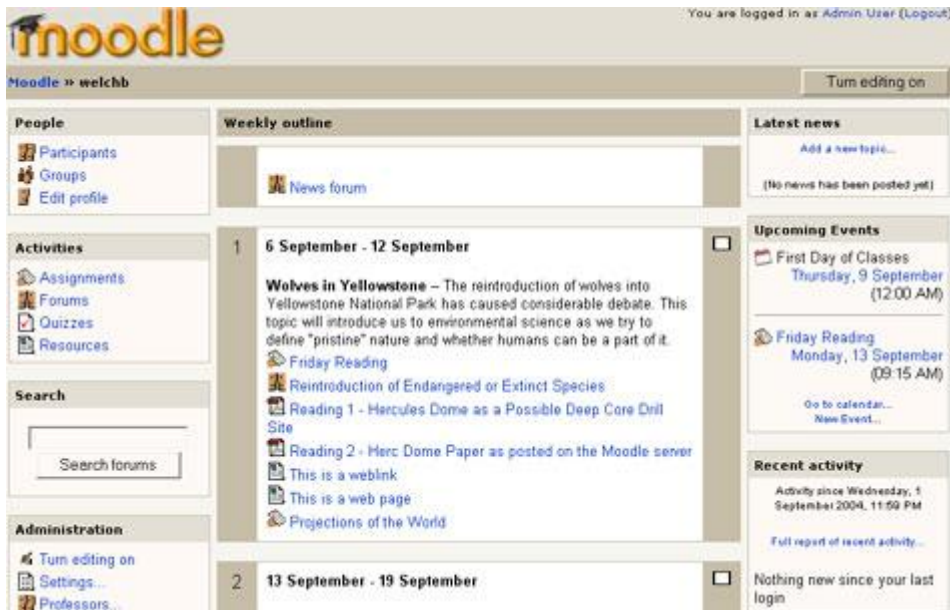 moodle
You are logged in as Admin User (Logout)
Moodle » welchb
Turn editing on
People
Participants
Groups
Edit profile
Activities
Assignments
Forums
Quizzes
Resources
Search
Search forums
Administration
Turn editing on
Settings...
Professors...
Weekly outline
News forum
1
6 September - 12 September
Wolves in Yellowstone – The reintroduction of wolves into
Yellowstone National Park has caused considerable debate. This
topic will introduce us to environmental science as we try to
define "pristine" nature and whether humans can be a part of it.
Friday Reading
Reintroduction of Endangered or Extinct Species
Reading 1 - Hercules Dome as a Possible Deep Core Drill
Site
Reading 2 - Herc Dome Paper as posted on the Moodle server
This is a weblink
This is a web page
Projections of the World
2
13 September - 19 September
Latest news
Add a new topic...
(No news has been posted yet)
Upcoming Events
First Day of Classes
Thursday, 9 September
(12:00 AM)
Friday Reading
Monday, 13 September
(09:15 AM)
Go to calendar...
New Event...
Recent activity
Activity since Wednesday, 1
September 2004, 11:59 PM
Full report of recent activity...
Nothing new since your last
login